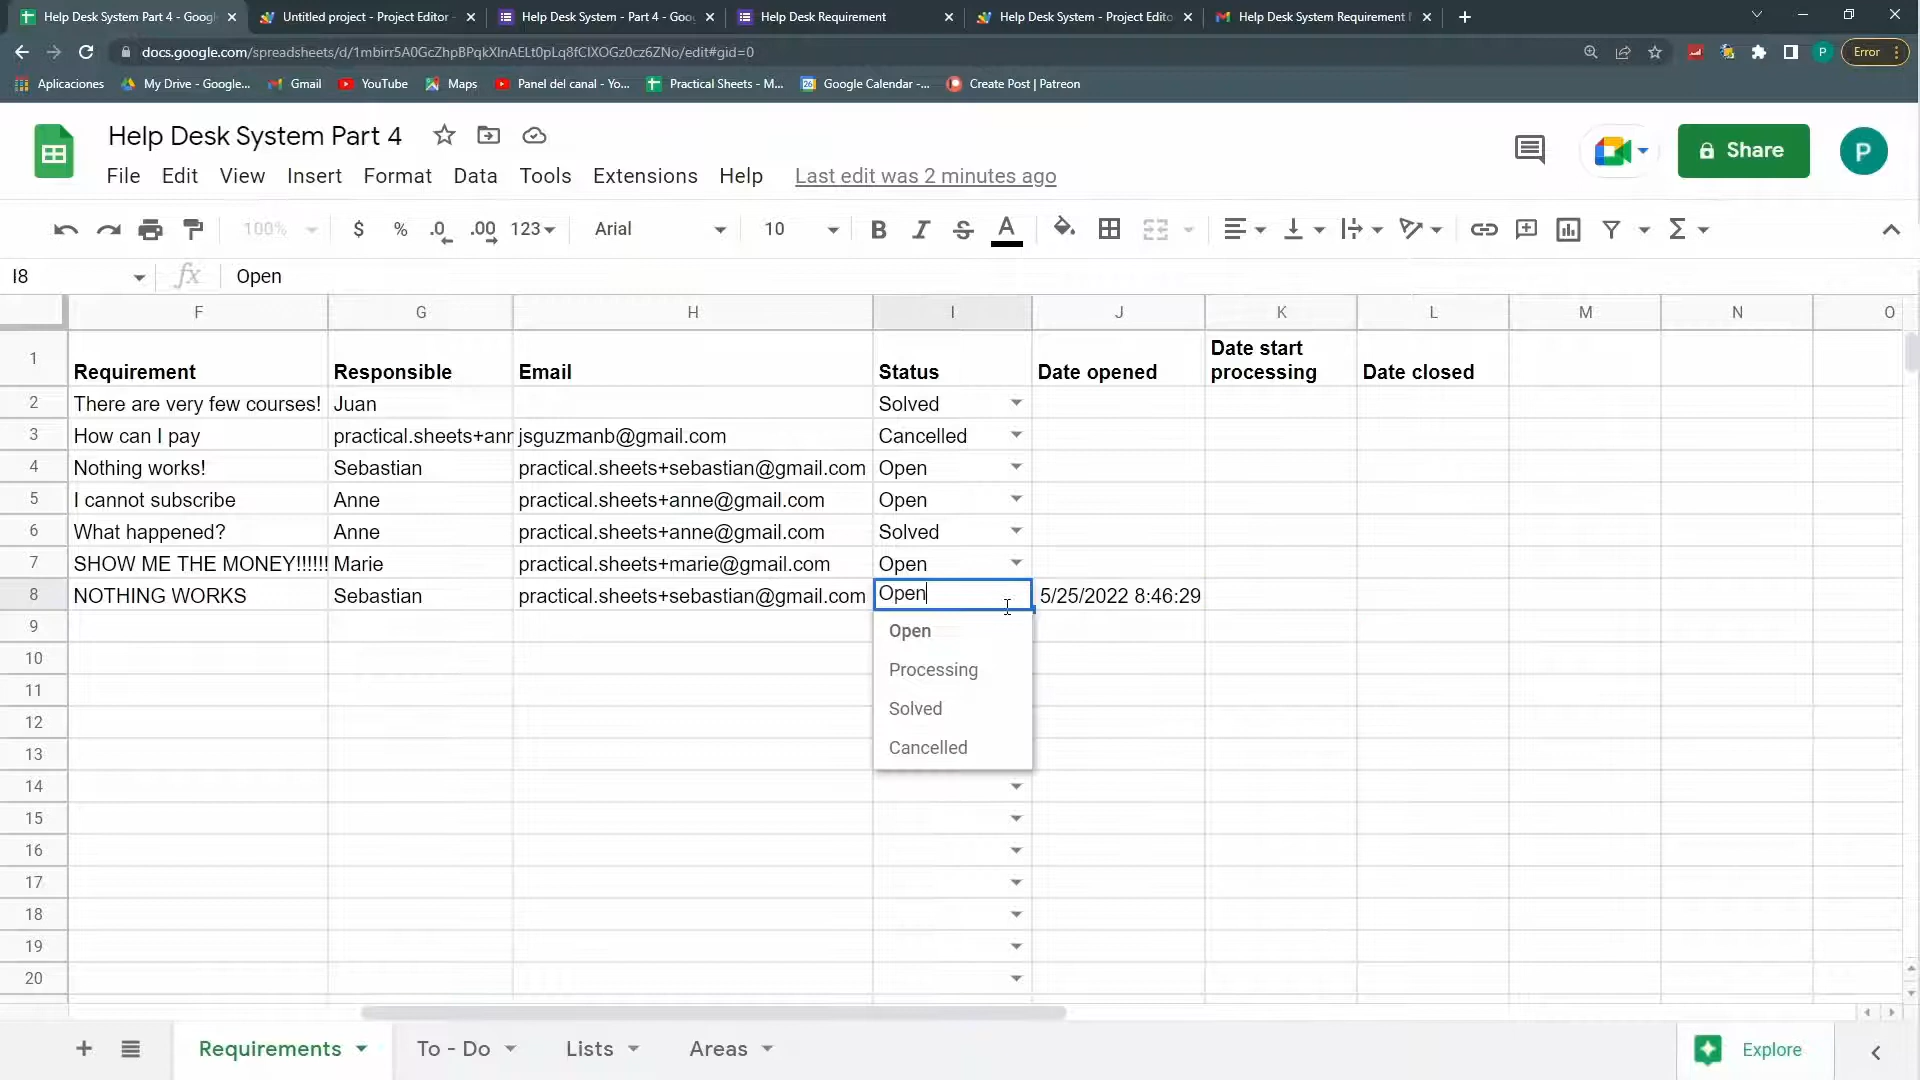 Help Desk System Part 4 - Googl
Untitled project - Project Editor -
Help Desk System - Part 4 - Goog
Help Desk Requirement
Help Desk System - Project Edito
Help Desk System Requirement N
docs.google.com/spreadsheets/d/1mbirr5A0GcZhpBPqkXlnAELt0pLq8fClXOGz0cz6ZNo/edit#gid=0
P
Error
Aplicaciones
My Drive - Google...
Gmail
YouTube
Maps
Panel del canal - Yo...
Practical Sheets - M...
Google Calendar -...
Create Post | Patreon
Help Desk System Part 4
Share
P
File Edit View Insert Format Data Tools Extensions Help Last edit was 2 minutes ago
100% $ % .0 .00 123 Arial 10 B I S A Σ
I8 fx Open
F G H I J K L M N O
1 Requirement Responsible Email Status Date opened Date start processing Date closed
2 There are very few courses! Juan Solved
3 How can I pay practical.sheets+ann jsguzmanb@gmail.com Cancelled
4 Nothing works! Sebastian practical.sheets+sebastian@gmail.com Open
5 I cannot subscribe Anne practical.sheets+anne@gmail.com Open
6 What happened? Anne practical.sheets+anne@gmail.com Solved
7 SHOW ME THE MONEY!!!!!! Marie practical.sheets+marie@gmail.com Open
8 NOTHING WORKS Sebastian practical.sheets+sebastian@gmail.com Open 5/25/2022 8:46:29
9
Open
10
Processing
11
Solved
12
Cancelled
13
14
15
16
17
18
19
20
Requirements To - Do Lists Areas Explore